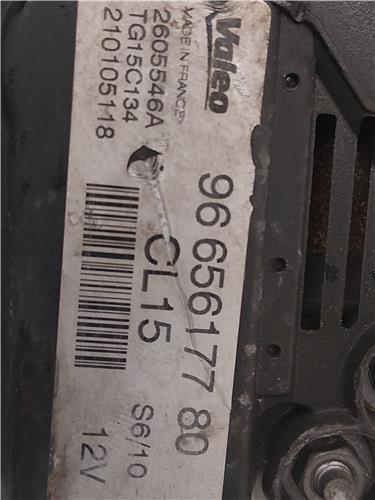 Valeo
MADE IN FRANCE
2605546A
TG15C134
210105118
96 656177 80
CL15
S6/10
12V